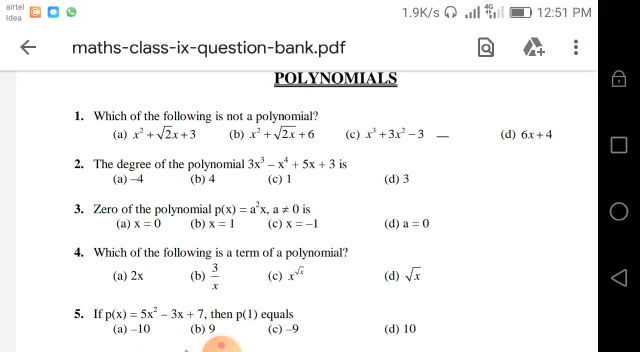 airtel
Idea
1.9K/s 4G 12:51 PM
maths-class-ix-question-bank.pdf
POLYNOMIALS
1. Which of the following is not a polynomial?
(a) x² + √2x + 3 (b) x² + √2x + 6 (c) x³ + 3x² − 3 (d) 6x + 4
2. The degree of the polynomial 3x³ – x⁴ + 5x + 3 is
(a) –4 (b) 4 (c) 1 (d) 3
3. Zero of the polynomial p(x) = a²x, a ≠ 0 is
(a) x = 0 (b) x = 1 (c) x = –1 (d) a = 0
4. Which of the following is a term of a polynomial?
(a) 2x (b) 3/x (c) x^√x (d) √x
5. If p(x) = 5x² – 3x + 7, then p(1) equals
(a) –10 (b) 9 (c) –9 (d) 10